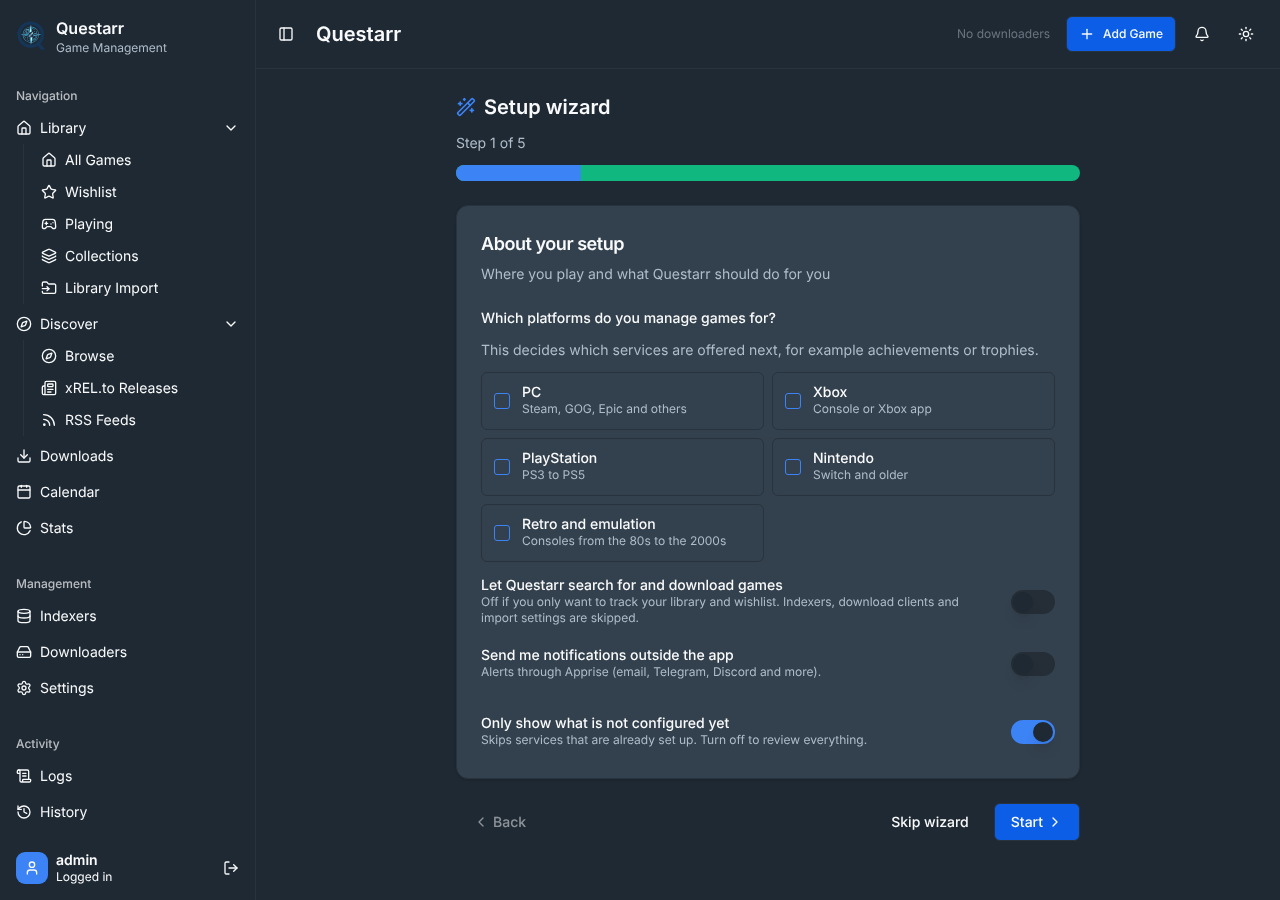 Questarr
Game Management
Navigation
Library
All Games
Wishlist
Playing
Collections
Library Import
Discover
Browse
xREL.to Releases
RSS Feeds
Downloads
Calendar
Stats
Management
Indexers
Downloaders
Settings
Activity
Logs
History
admin
Logged in
Questarr
No downloaders
Add Game
Setup wizard
Step 1 of 5
About your setup
Where you play and what Questarr should do for you
Which platforms do you manage games for?
This decides which services are offered next, for example achievements or trophies.
PC
Steam, GOG, Epic and others
Xbox
Console or Xbox app
PlayStation
PS3 to PS5
Nintendo
Switch and older
Retro and emulation
Consoles from the 80s to the 2000s
Let Questarr search for and download games
Off if you only want to track your library and wishlist. Indexers, download clients and
import settings are skipped.
Send me notifications outside the app
Alerts through Apprise (email, Telegram, Discord and more).
Only show what is not configured yet
Skips services that are already set up. Turn off to review everything.
Back
Skip wizard
Start